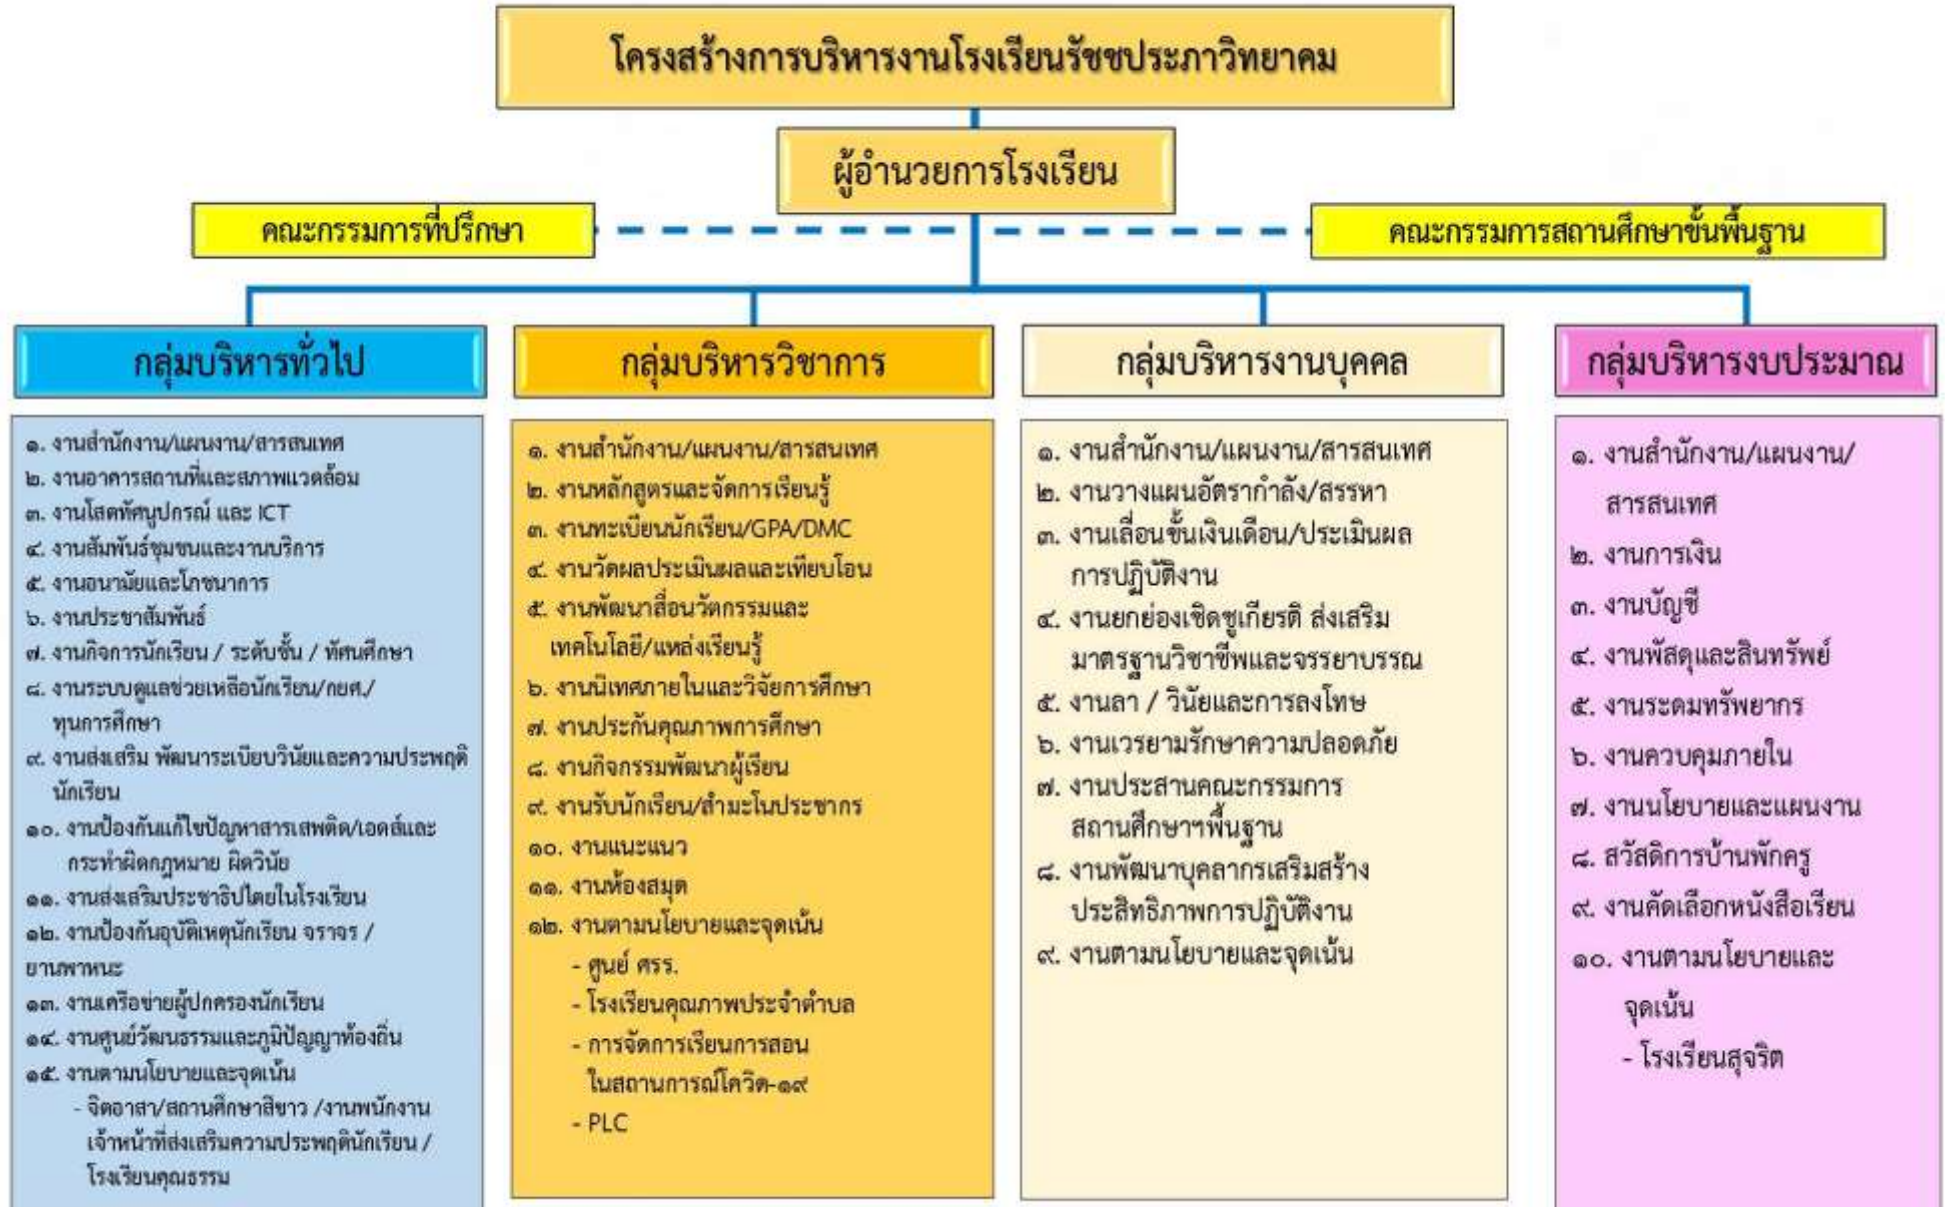 โครงสร้างการบริหารงานโรงเรียนรัชชประภาวิทยาคม
ผู้อำนวยการโรงเรียน
คณะกรรมการที่ปรึกษา
คณะกรรมการสถานศึกษาขั้นพื้นฐาน
กลุ่มบริหารทั่วไป
๑. งานสำนักงาน/แผนงาน/สารสนเทศ
๒. งานอาคารสถานที่และสภาพแวดล้อม
๓. งานโสตทัศนูปกรณ์ และ ICT
๔. งานสัมพันธ์ชุมชนและงานบริการ
๕. งานอนามัยและโภชนาการ
๖. งานประชาสัมพันธ์
๗. งานกิจการนักเรียน / ระดับชั้น / ทัศนศึกษา
๘. งานระบบดูแลช่วยเหลือนักเรียน/กยศ./
ทุนการศึกษา
๙. งานส่งเสริม พัฒนาระเบียบวินัยและความประพฤติ
นักเรียน
๑๐. งานป้องกันแก้ไขปัญหาสารเสพติด/เอดส์และ
กระทำผิดกฎหมาย ผิดวินัย
๑๑. งานส่งเสริมประชาธิปไตยในโรงเรียน
๑๒. งานป้องกันอุบัติเหตุนักเรียน จราจร /
ยานพาหนะ
๑๓. งานเครือข่ายผู้ปกครองนักเรียน
๑๔. งานศูนย์วัฒนธรรมและภูมิปัญญาท้องถิ่น
๑๕. งานตามนโยบายและจุดเน้น
- จิตอาสา/สถานศึกษาสีขาว /งานพนักงาน
เจ้าหน้าที่ส่งเสริมความประพฤตินักเรียน /
โรงเรียนคุณธรรม
กลุ่มบริหารวิชาการ
๑. งานสำนักงาน/แผนงาน/สารสนเทศ
๒. งานหลักสูตรและจัดการเรียนรู้
๓. งานทะเบียนนักเรียน/GPA/DMC
๔. งานวัดผลประเมินผลและเทียบโอน
๕. งานพัฒนาสื่อนวัตกรรมและ
เทคโนโลยี/แหล่งเรียนรู้
๖. งานนิเทศภายในและวิจัยการศึกษา
๗. งานประกันคุณภาพการศึกษา
๘. งานกิจกรรมพัฒนาผู้เรียน
๙. งานรับนักเรียน/สำมะโนประชากร
๑๐. งานแนะแนว
๑๑. งานห้องสมุด
๑๒. งานตามนโยบายและจุดเน้น
- ศูนย์ ศรร.
- โรงเรียนคุณภาพประจำตำบล
- การจัดการเรียนการสอน
ในสถานการณ์โควิด-๑๙
- PLC
กลุ่มบริหารงานบุคคล
๑. งานสำนักงาน/แผนงาน/สารสนเทศ
๒. งานวางแผนอัตรากำลัง/สรรหา
๓. งานเลื่อนขั้นเงินเดือน/ประเมินผล
การปฏิบัติงาน
๔. งานยกย่องเชิดชูเกียรติ ส่งเสริม
มาตรฐานวิชาชีพและจรรยาบรรณ
๕. งานลา / วินัยและการลงโทษ
๖. งานเวรยามรักษาความปลอดภัย
๗. งานประสานคณะกรรมการ
สถานศึกษาฯพื้นฐาน
๘. งานพัฒนาบุคลากรเสริมสร้าง
ประสิทธิภาพการปฏิบัติงาน
๙. งานตามนโยบายและจุดเน้น
กลุ่มบริหารงบประมาณ
๑. งานสำนักงาน/แผนงาน/
สารสนเทศ
๒. งานการเงิน
๓. งานบัญชี
๔. งานพัสดุและสินทรัพย์
๕. งานระดมทรัพยากร
๖. งานควบคุมภายใน
๗. งานนโยบายและแผนงาน
๘. สวัสดิการบ้านพักครู
๙. งานคัดเลือกหนังสือเรียน
๑๐. งานตามนโยบายและ
จุดเน้น
- โรงเรียนสุจริต